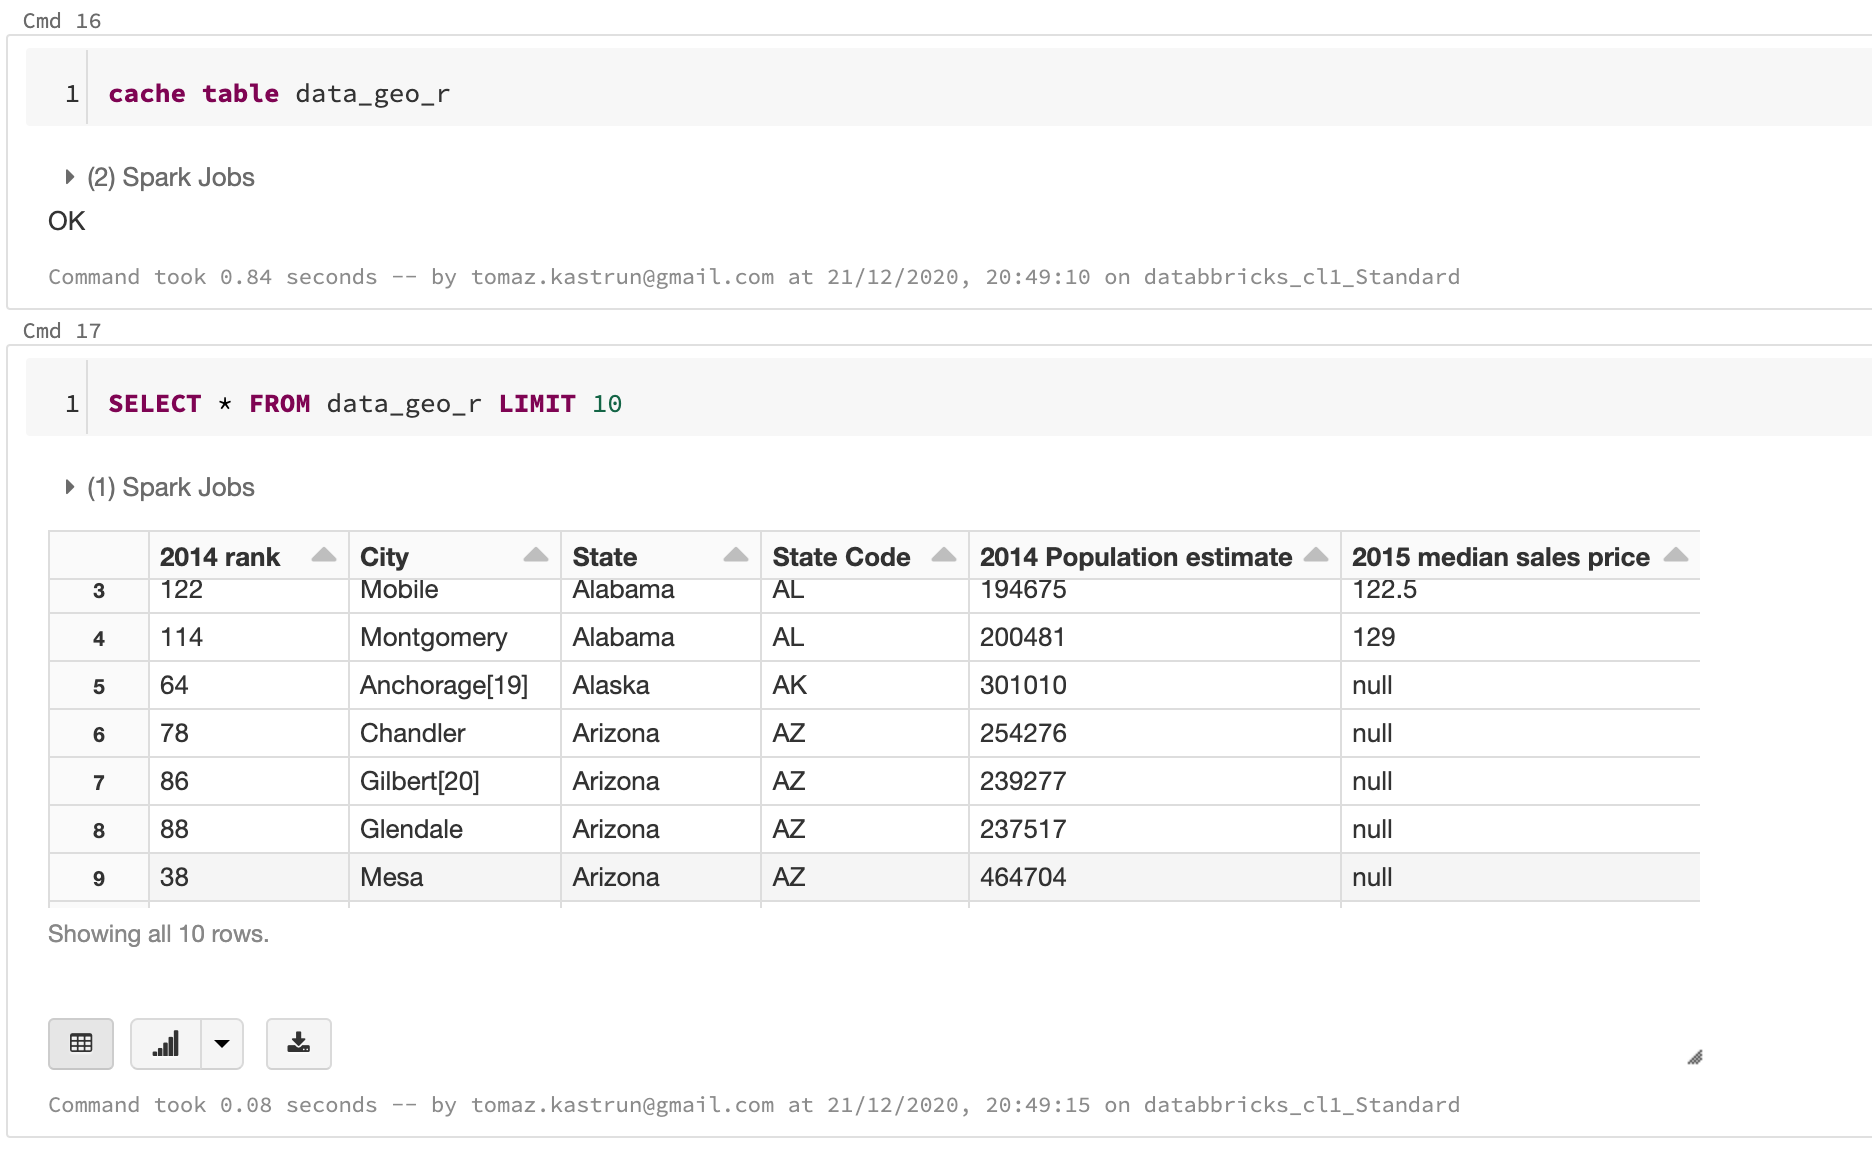 Cmd 16
1 cache table data_geo_r
(2) Spark Jobs
OK
Command took 0.84 seconds -- by tomaz.kastrun@gmail.com at 21/12/2020, 20:49:10 on databbricks_cl1_Standard
Cmd 17
1 SELECT * FROM data_geo_r LIMIT 10
(1) Spark Jobs
2014 rank City State State Code 2014 Population estimate 2015 median sales price
3 122 Mobile Alabama AL 194675 122.5
4 114 Montgomery Alabama AL 200481 129
5 64 Anchorage[19] Alaska AK 301010 null
6 78 Chandler Arizona AZ 254276 null
7 86 Gilbert[20] Arizona AZ 239277 null
8 88 Glendale Arizona AZ 237517 null
9 38 Mesa Arizona AZ 464704 null
Showing all 10 rows.
Command took 0.08 seconds -- by tomaz.kastrun@gmail.com at 21/12/2020, 20:49:15 on databbricks_cl1_Standard